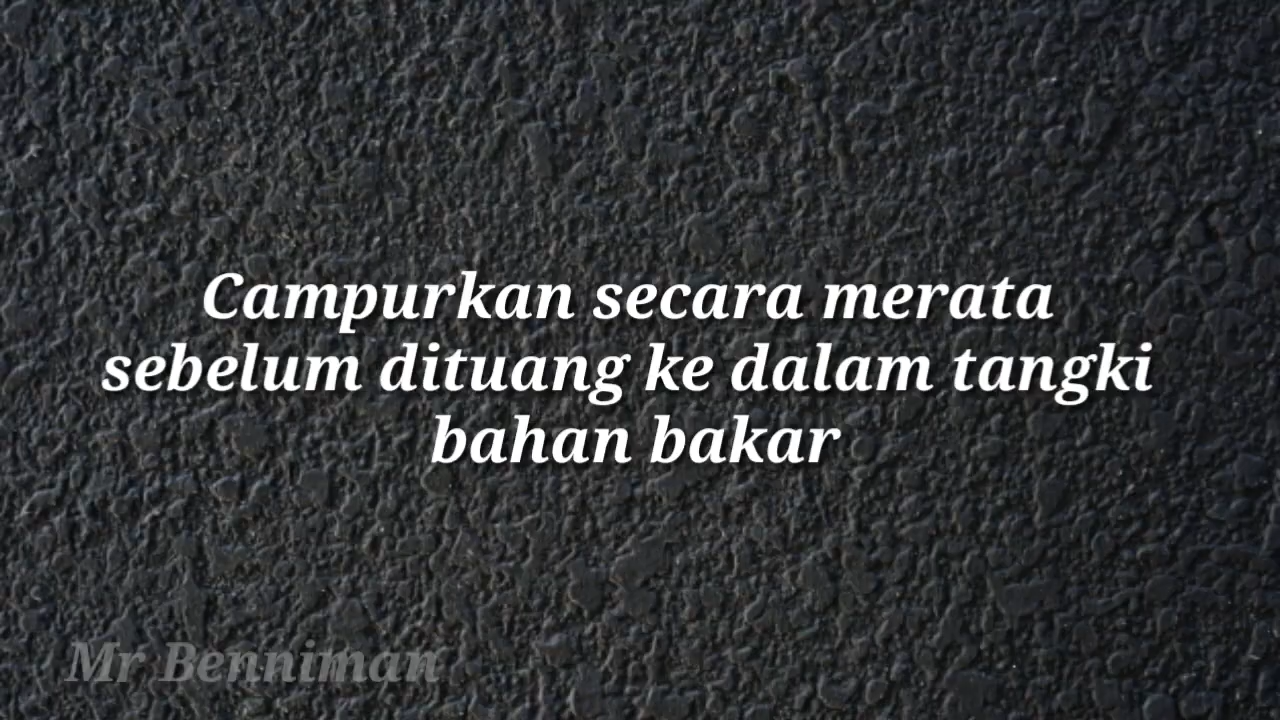 Campurkan secara merata
sebelum dituang ke dalam tangki
bahan bakar
Mr Benniman